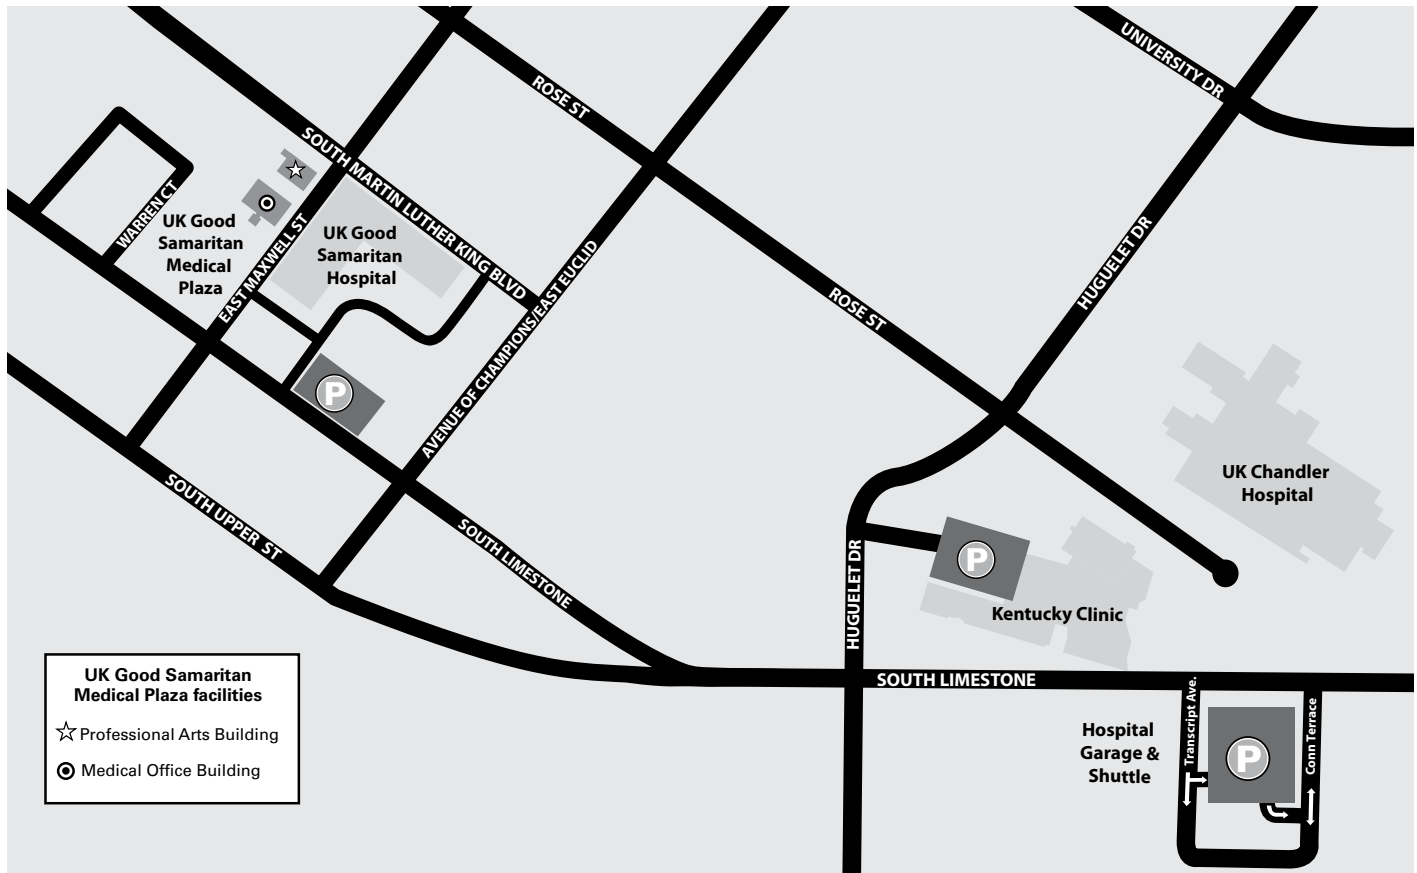 UNIVERSITY DR
ROSE ST
SOUTH MARTIN LUTHER KING BLVD
WARREN CT
UK Good
Samaritan
Medical
Plaza
EAST MAXWELL ST
UK Good
Samaritan
Hospital
AVENUE OF CHAMPIONS/EAST EUCLID
HUGUELET DR
ROSE ST
P
UK Chandler
Hospital
SOUTH UPPER ST
SOUTH LIMESTONE
HUGUELET DR
P
Kentucky Clinic
SOUTH LIMESTONE
UK Good Samaritan
Medical Plaza facilities
Professional Arts Building
Medical Office Building
Hospital
Garage &
Shuttle
Transcript Ave.
P
Conn Terrace